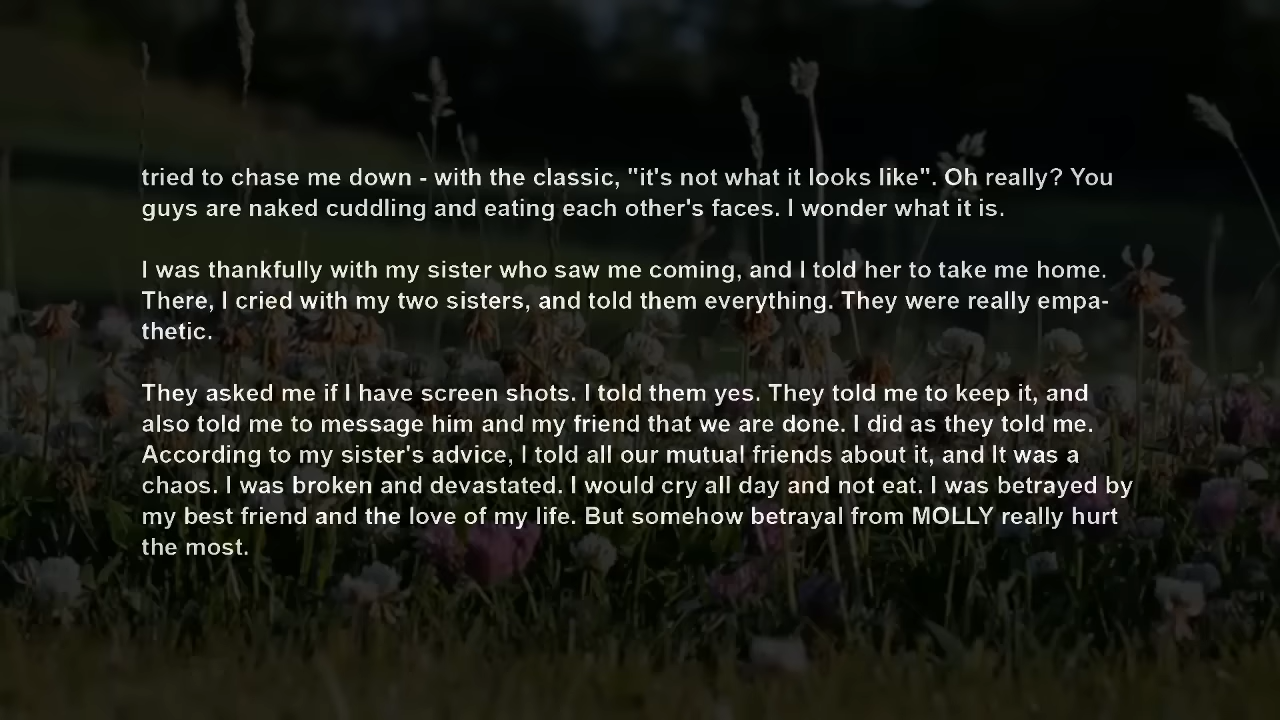 tried to chase me down - with the classic, "it's not what it looks like". Oh really? You
guys are naked cuddling and eating each other's faces. I wonder what it is.
I was thankfully with my sister who saw me coming, and I told her to take me home.
There, I cried with my two sisters, and told them everything. They were really empa-
thetic.
They asked me if I have screen shots. I told them yes. They told me to keep it, and
also told me to message him and my friend that we are done. I did as they told me.
According to my sister's advice, I told all our mutual friends about it, and It was a
chaos. I was broken and devastated. I would cry all day and not eat. I was betrayed by
my best friend and the love of my life. But somehow betrayal from MOLLY really hurt
the most.